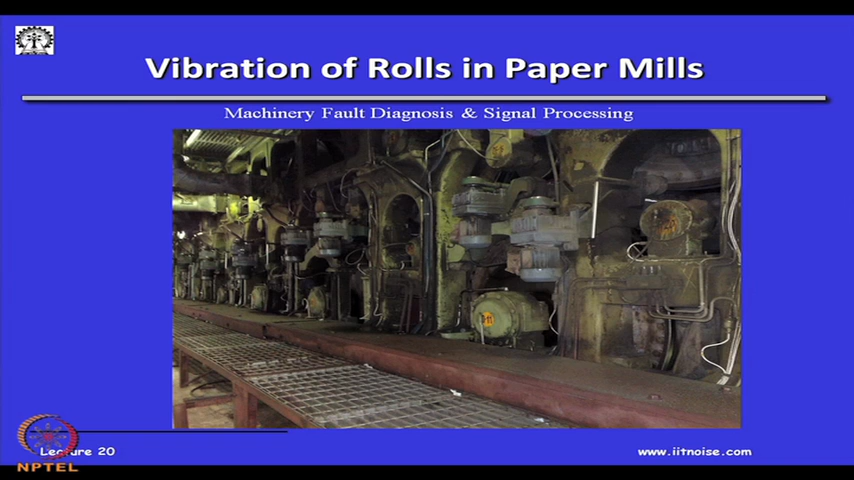 Vibration of Rolls in Paper Mills
Machinery Fault Diagnosis & Signal Processing
Lecture 20
www.iitnoise.com
NPTEL